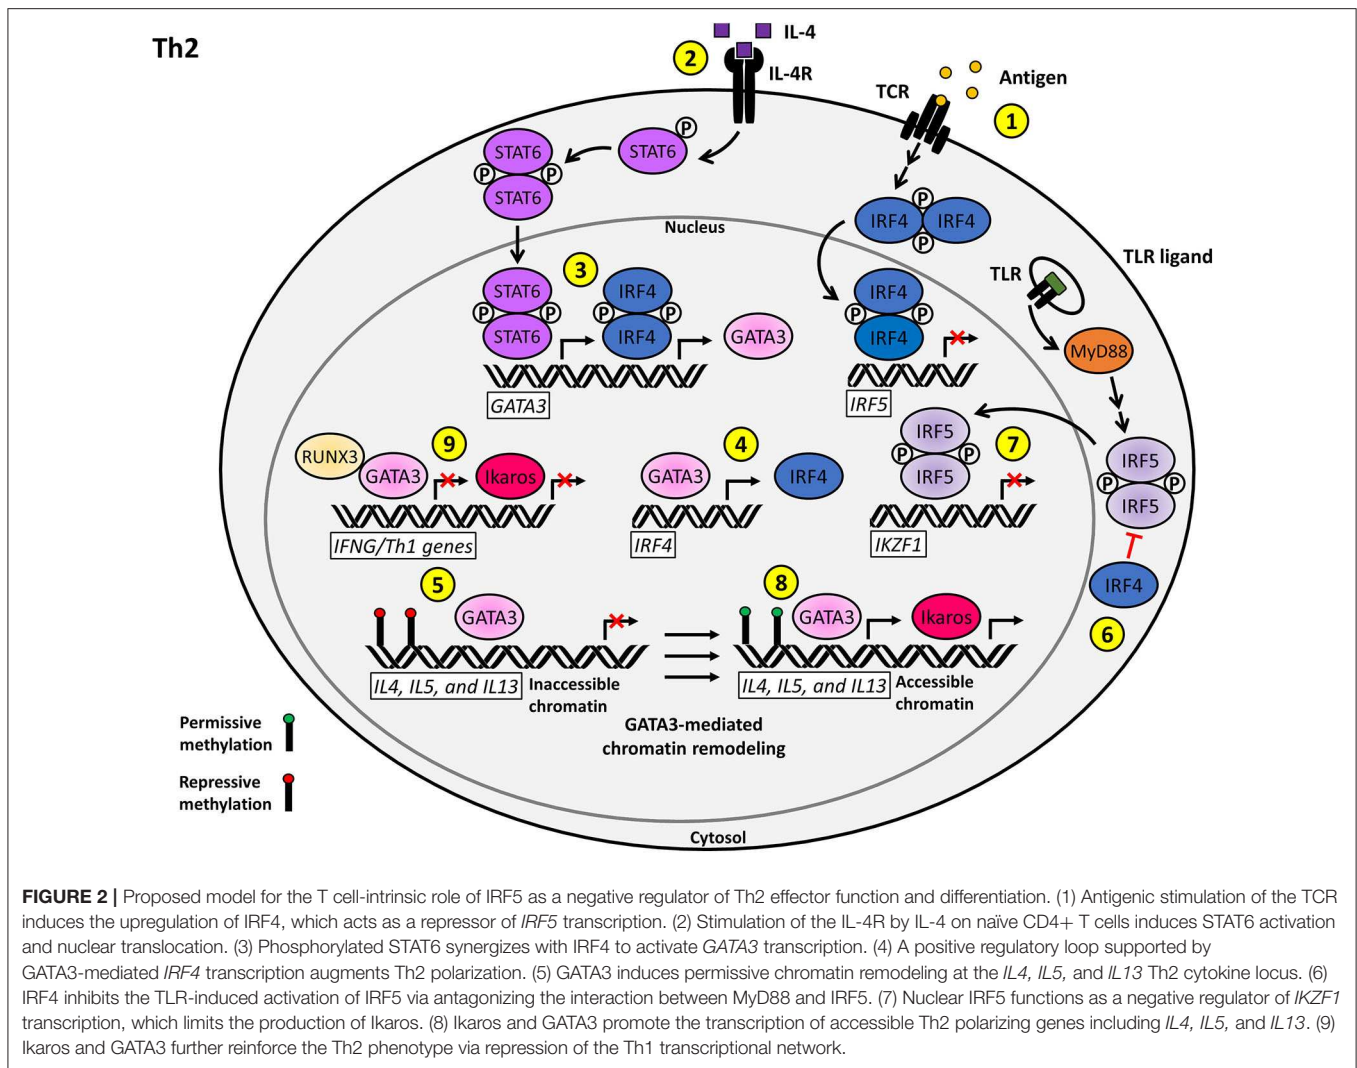 Th2
2
IL-4
IL-4R
TCR
Antigen
1
P
STAT6
P
STAT6
P
P
STAT6
P
IRF4
IRF4
P
Nucleus
TLR ligand
TLR
3
STAT6
P
P
STAT6
IRF4
P
P
IRF4
GATA3
GATA3
IRF4
P
P
IRF4
IRF5
MyD88
9
RUNX3
GATA3
Ikaros
IFNG/Th1 genes
4
GATA3
IRF4
IRF4
IRF5
P
P
IRF5
7
IKZF1
IRF5
P
P
IRF5
IRF4
6
5
GATA3
IL4, IL5, and IL13
Inaccessible
chromatin
8
GATA3
Ikaros
IL4, IL5, and IL13
Accessible
chromatin
GATA3-mediated
chromatin remodeling
Permissive
methylation
Repressive
methylation
Cytosol
FIGURE 2 | Proposed model for the T cell-intrinsic role of IRF5 as a negative regulator of Th2 effector function and differentiation. (1) Antigenic stimulation of the TCR
induces the upregulation of IRF4, which acts as a repressor of IRF5 transcription. (2) Stimulation of the IL-4R by IL-4 on naïve CD4+ T cells induces STAT6 activation
and nuclear translocation. (3) Phosphorylated STAT6 synergizes with IRF4 to activate GATA3 transcription. (4) A positive regulatory loop supported by
GATA3-mediated IRF4 transcription augments Th2 polarization. (5) GATA3 induces permissive chromatin remodeling at the IL4, IL5, and IL13 Th2 cytokine locus. (6)
IRF4 inhibits the TLR-induced activation of IRF5 via antagonizing the interaction between MyD88 and IRF5. (7) Nuclear IRF5 functions as a negative regulator of IKZF1
transcription, which limits the production of Ikaros. (8) Ikaros and GATA3 promote the transcription of accessible Th2 polarizing genes including IL4, IL5, and IL13. (9)
Ikaros and GATA3 further reinforce the Th2 phenotype via repression of the Th1 transcriptional network.